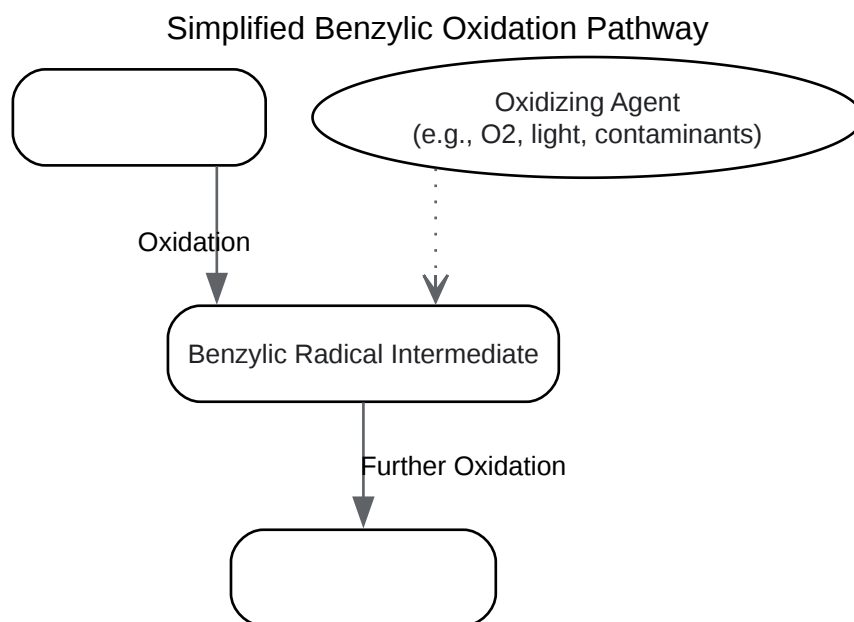 Simplified Benzylic Oxidation Pathway
Oxidizing Agent
(e.g., O2, light, contaminants)
Oxidation
Benzylic Radical Intermediate
Further Oxidation